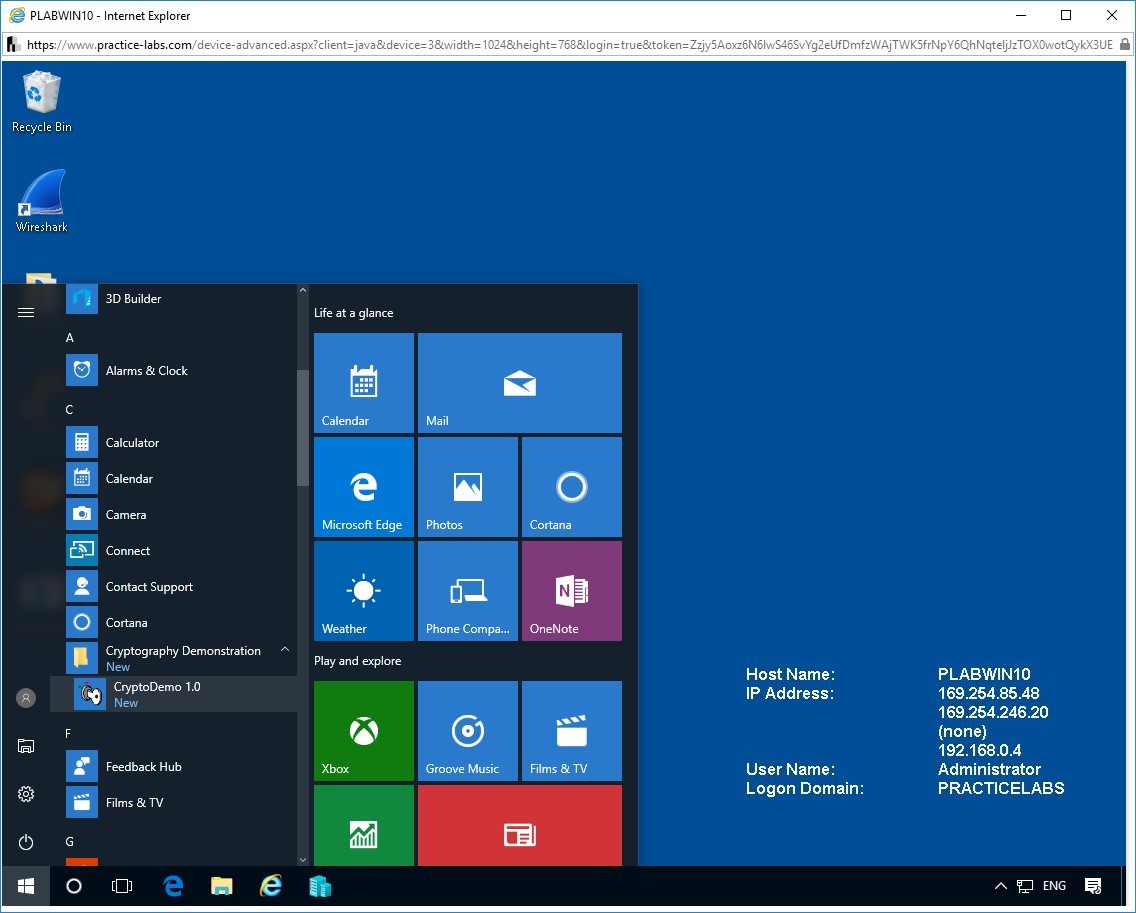 PLABWIN10 - Internet Explorer
https://www.practice-labs.com/device-advanced.aspx?client=java&device=3&width=1024&height=768&login=true&token=
Recycle Bin
Wireshark
3D Builder
A
Alarms & Clock
C
Calculator
Calendar
Camera
Connect
Contact Support
Cortana
Cryptography Demonstration
New
CryptoDemo 1.0
New
F
Feedback Hub
Films & TV
G
Life at a glance
Calendar
Mail
Microsoft Edge
Photos
Cortana
Weather
Phone Compa...
OneNote
Play and explore
Xbox
Groove Music
Films & TV
Host Name: PLABWIN10
IP Address: 169.254.85.48
169.254.246.20
(none)
192.168.0.4
User Name: Administrator
Logon Domain: PRACTICELABS
ENG